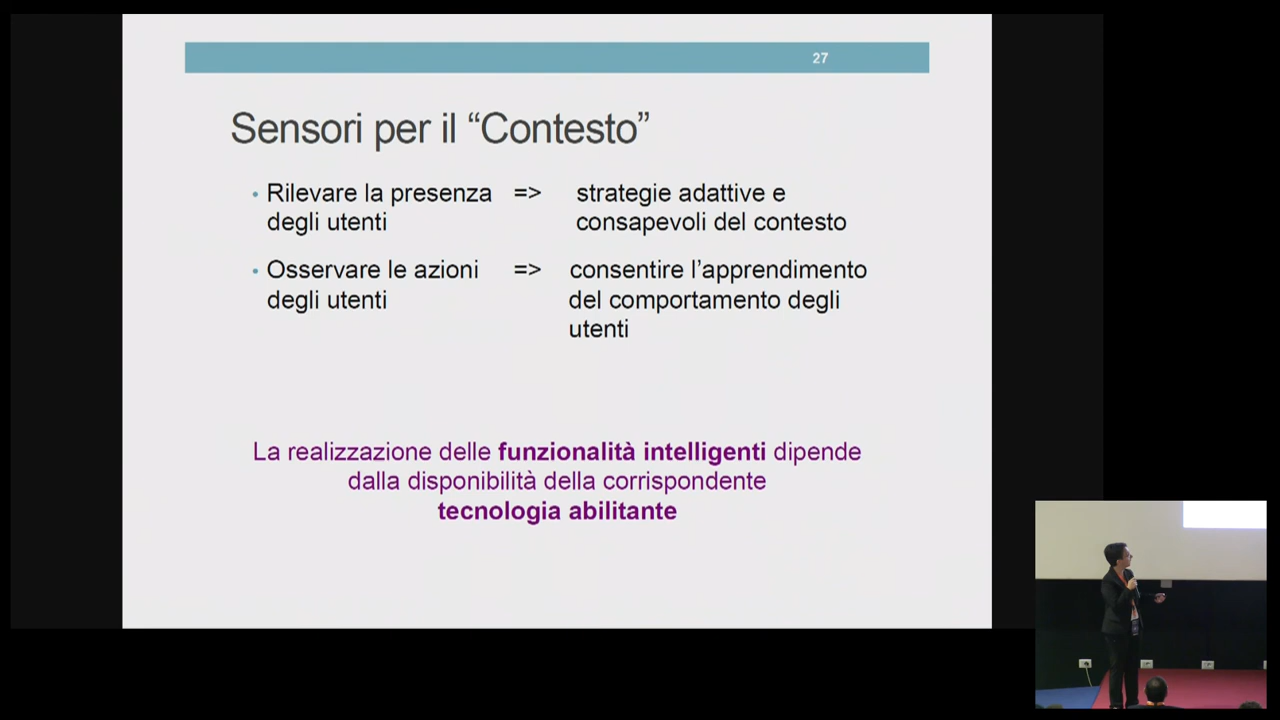 27
Sensori per il “Contesto”
• Rilevare la presenza => strategie adattive e
degli utenti consapevoli del contesto
• Osservare le azioni => consentire l’apprendimento
degli utenti del comportamento degli
utenti
La realizzazione delle funzionalità intelligenti dipende
dalla disponibilità della corrispondente
tecnologia abilitante